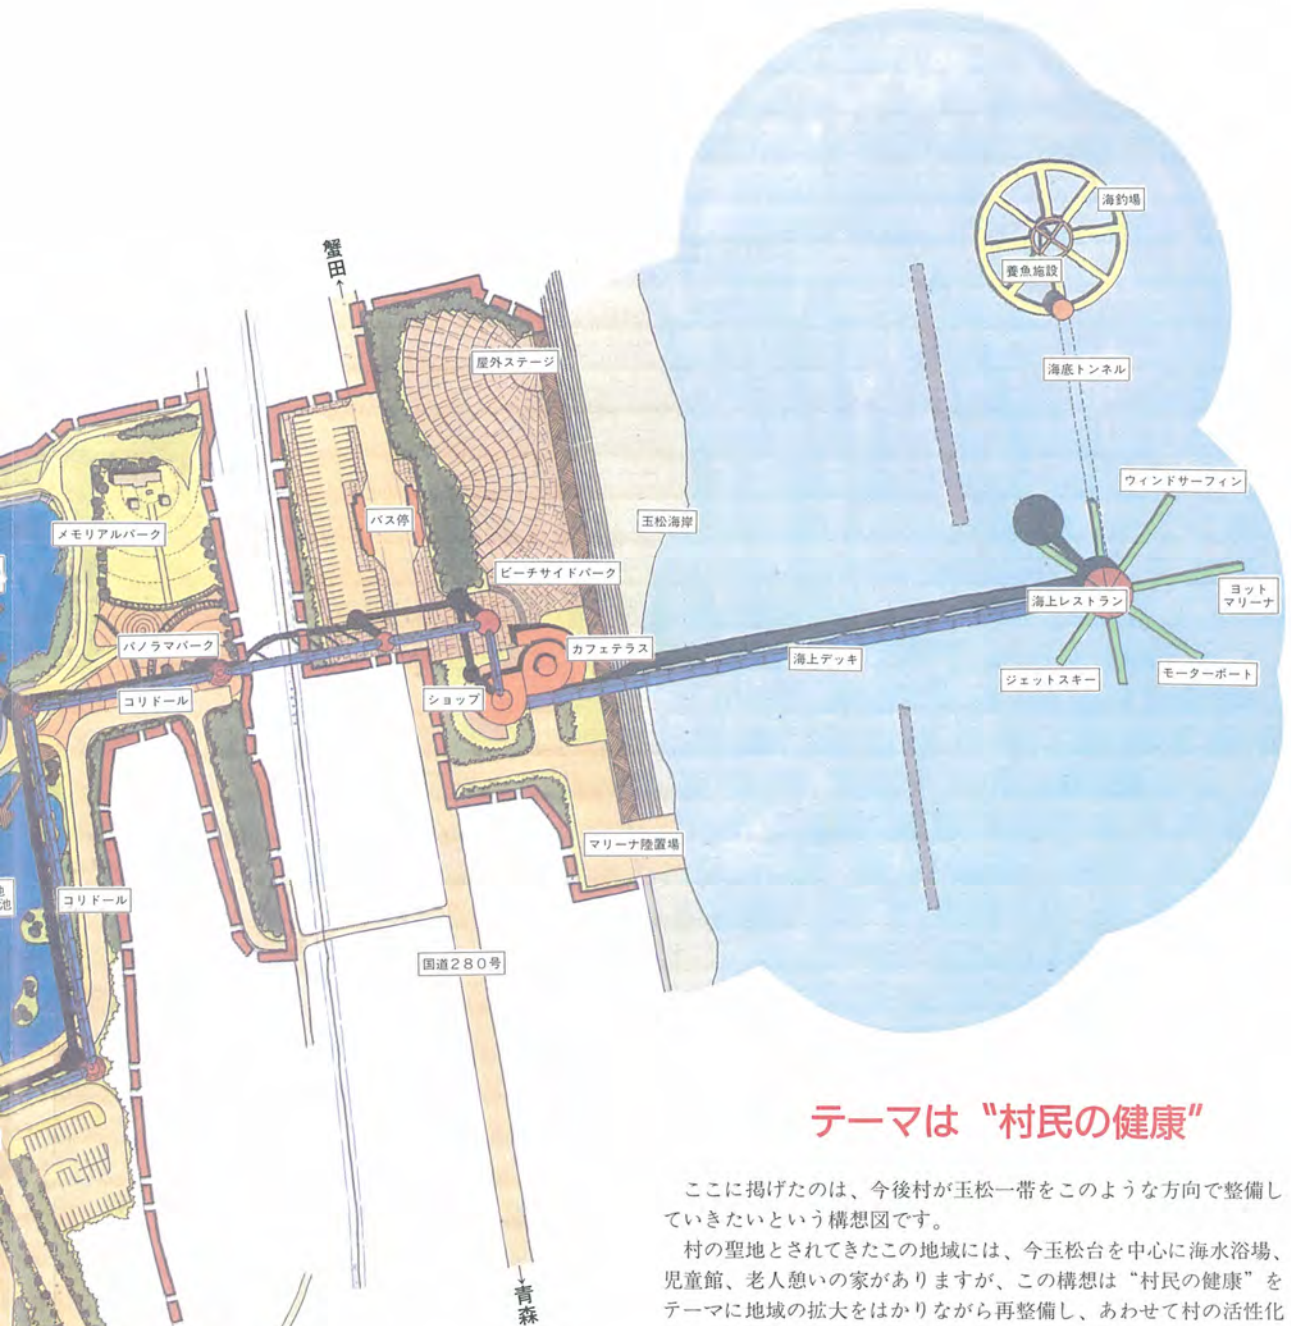 海釣場
蟹田
↑
養魚施設
屋外ステージ
海底トンネル
ウィンドサーフィン
メモリアルパーク
バス停
玉松海岸
ビーチサイドパーク
海上レストラン
ヨット
マリーナ
パノラマパーク
カフェテラス
海上デッキ
ジェットスキー
モーターボート
コリドール
ショップ
マリーナ陸置場
池
コリドール
国道280号
↓
青森
テーマは〝村民の健康〟
ここに掲げたのは、今後村が玉松一帯をこのような方向で整備し
ていきたいという構想図です。
村の聖地とされてきたこの地域には、今玉松台を中心に海水浴場、
児童館、老人憩いの家がありますが、この構想は“村民の健康”を
テーマに地域の拡大をはかりながら再整備し、あわせて村の活性化